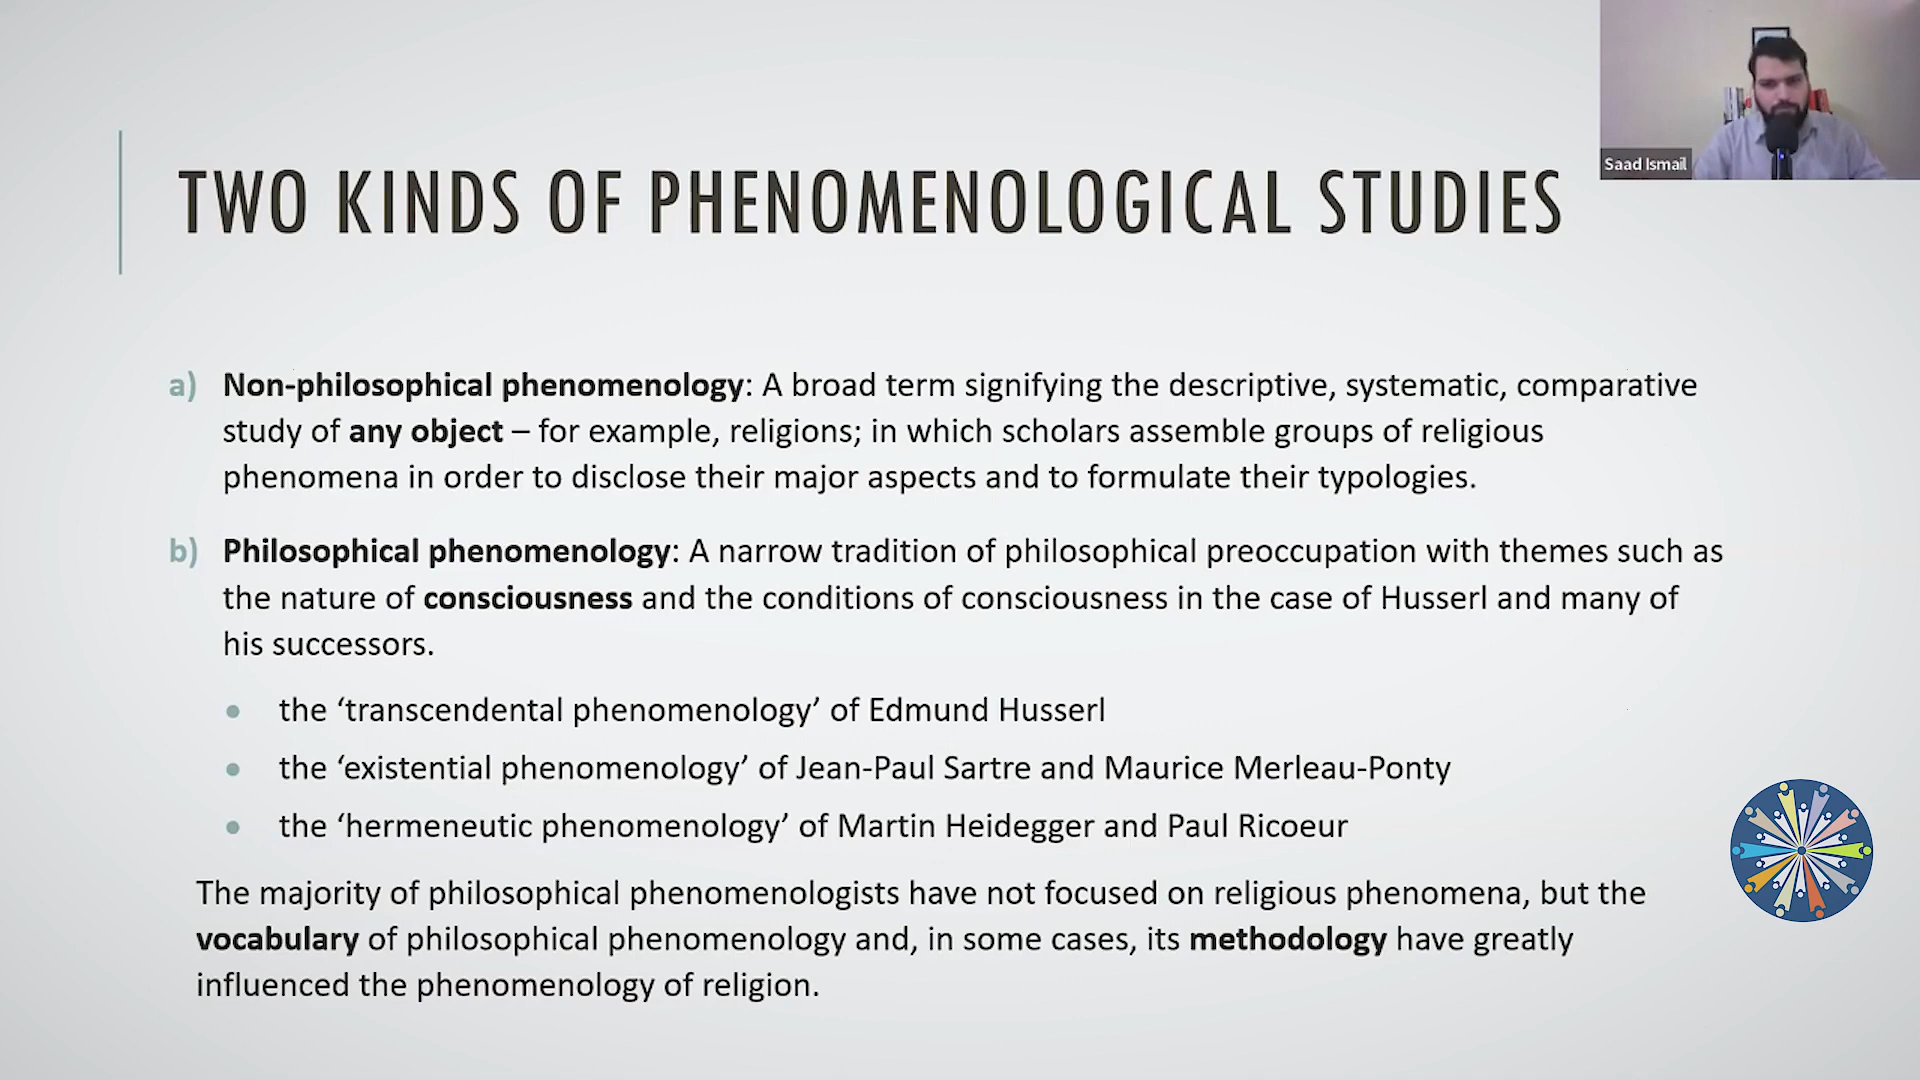 Saad Ismail
TWO KINDS OF PHENOMENOLOGICAL STUDIES
a) Non-philosophical phenomenology: A broad term signifying the descriptive, systematic, comparative
study of any object – for example, religions; in which scholars assemble groups of religious
phenomena in order to disclose their major aspects and to formulate their typologies.
b) Philosophical phenomenology: A narrow tradition of philosophical preoccupation with themes such as
the nature of consciousness and the conditions of consciousness in the case of Husserl and many of
his successors.
• the ‘transcendental phenomenology’ of Edmund Husserl
• the ‘existential phenomenology’ of Jean-Paul Sartre and Maurice Merleau-Ponty
• the ‘hermeneutic phenomenology’ of Martin Heidegger and Paul Ricoeur
The majority of philosophical phenomenologists have not focused on religious phenomena, but the
vocabulary of philosophical phenomenology and, in some cases, its methodology have greatly
influenced the phenomenology of religion.